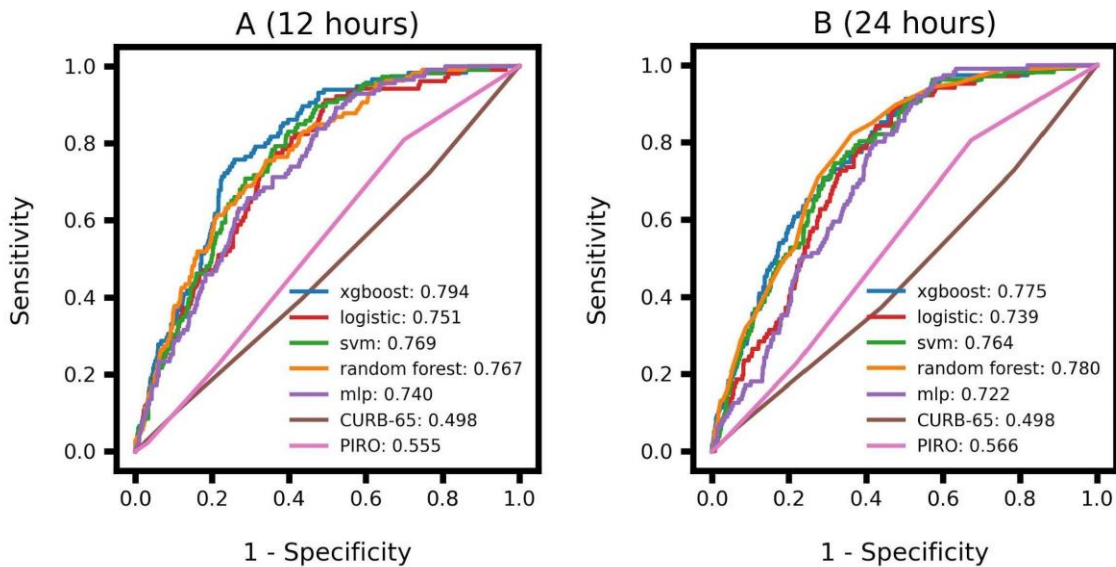 A (12 hours)
1.0
0.8
0.6
0.4
0.2
0.0
Sensitivity
xgboost: 0.794
logistic: 0.751
svm: 0.769
random forest: 0.767
mlp: 0.740
CURB-65: 0.498
PIRO: 0.555
0.0 0.2 0.4 0.6 0.8 1.0
1 - Specificity
B (24 hours)
1.0
0.8
0.6
0.4
0.2
0.0
Sensitivity
xgboost: 0.775
logistic: 0.739
svm: 0.764
random forest: 0.780
mlp: 0.722
CURB-65: 0.498
PIRO: 0.566
0.0 0.2 0.4 0.6 0.8 1.0
1 - Specificity